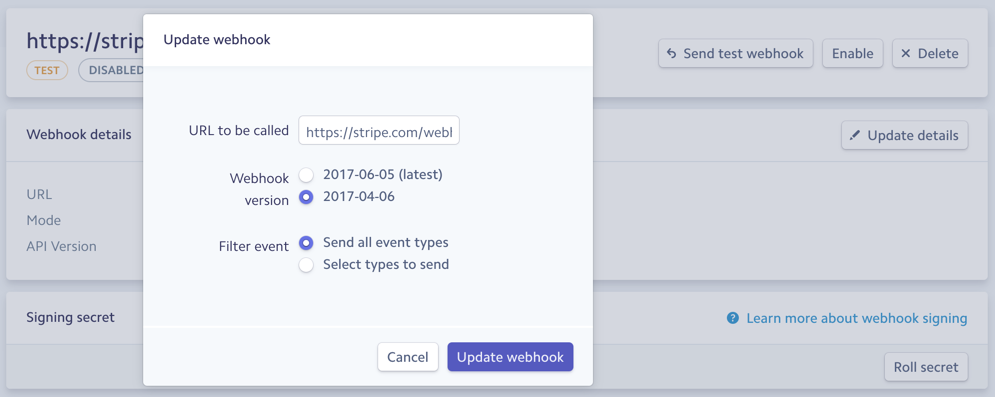 Update webhook
https://strip
TEST
DISABLED
Send test webhook
Enable
Delete
Webhook details
Update details
URL to be called
https://stripe.com/webl
Webhook
version
2017-06-05 (latest)
2017-04-06
Filter event
Send all event types
Select types to send
URL
Mode
API Version
Signing secret
? Learn more about webhook signing
Cancel
Update webhook
Roll secret